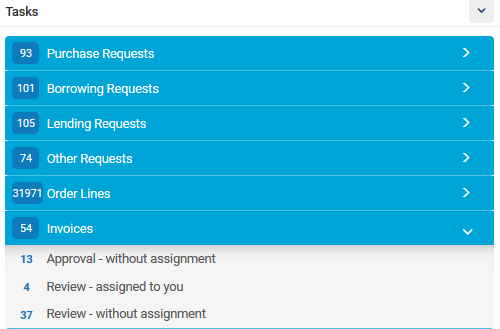 Tasks
93 Purchase Requests
101 Borrowing Requests
105 Lending Requests
74 Other Requests
31971 Order Lines
54 Invoices
13 Approval - without assignment
4 Review - assigned to you
37 Review - without assignment